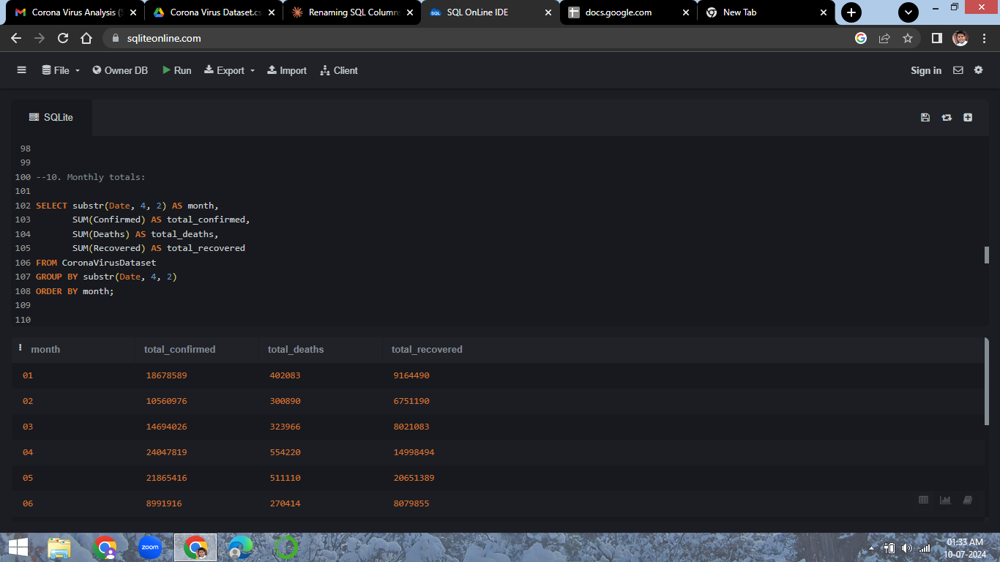 Corona Virus Analysis (S
Corona Virus Dataset.cs
Renaming SQL Column
SQL OnLine IDE
docs.google.com
New Tab
sqliteonline.com
File
Owner DB
Run
Export
Import
Client
Sign in
SQLite
98
99
100 --10. Monthly totals:
101
102 SELECT substr(Date, 4, 2) AS month,
103 SUM(Confirmed) AS total_confirmed,
104 SUM(Deaths) AS total_deaths,
105 SUM(Recovered) AS total_recovered
106 FROM CoronaVirusDataset
107 GROUP BY substr(Date, 4, 2)
108 ORDER BY month;
109
110
month total_confirmed total_deaths total_recovered
01 18678589 402083 9164490
02 10560976 300890 6751190
03 14694026 323966 8021083
04 24047819 554220 14998494
05 21865416 511110 20651389
06 8991916 270414 8079855
zoom
01:33 AM
10-07-2024